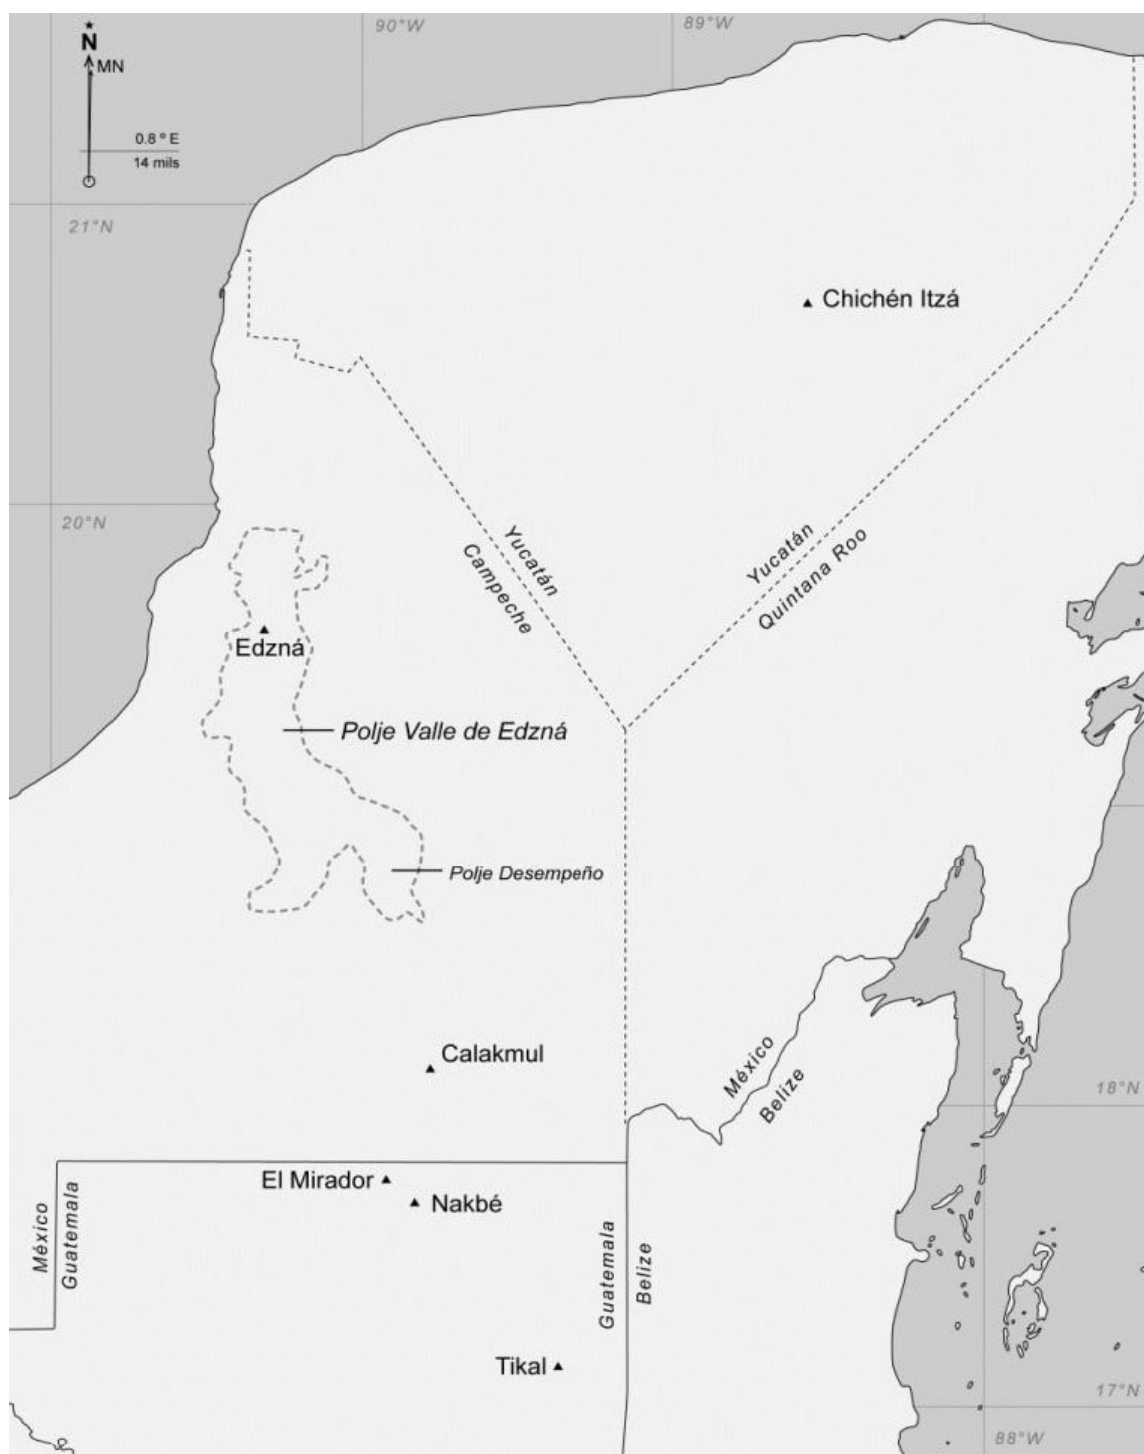 90°W
89°W
N
MN
0.8° E
14 mils
21°N
Chichén Itzá
20°N
Yucatán
Campeche
Yucatán
Quintana Roo
Edzná
Polje Valle de Edzná
Polje Desempeño
Calakmul
México
Belize
18°N
El Mirador
Nakbé
México
Guatemala
Guatemala
Belize
Tikal
17°N
88°W